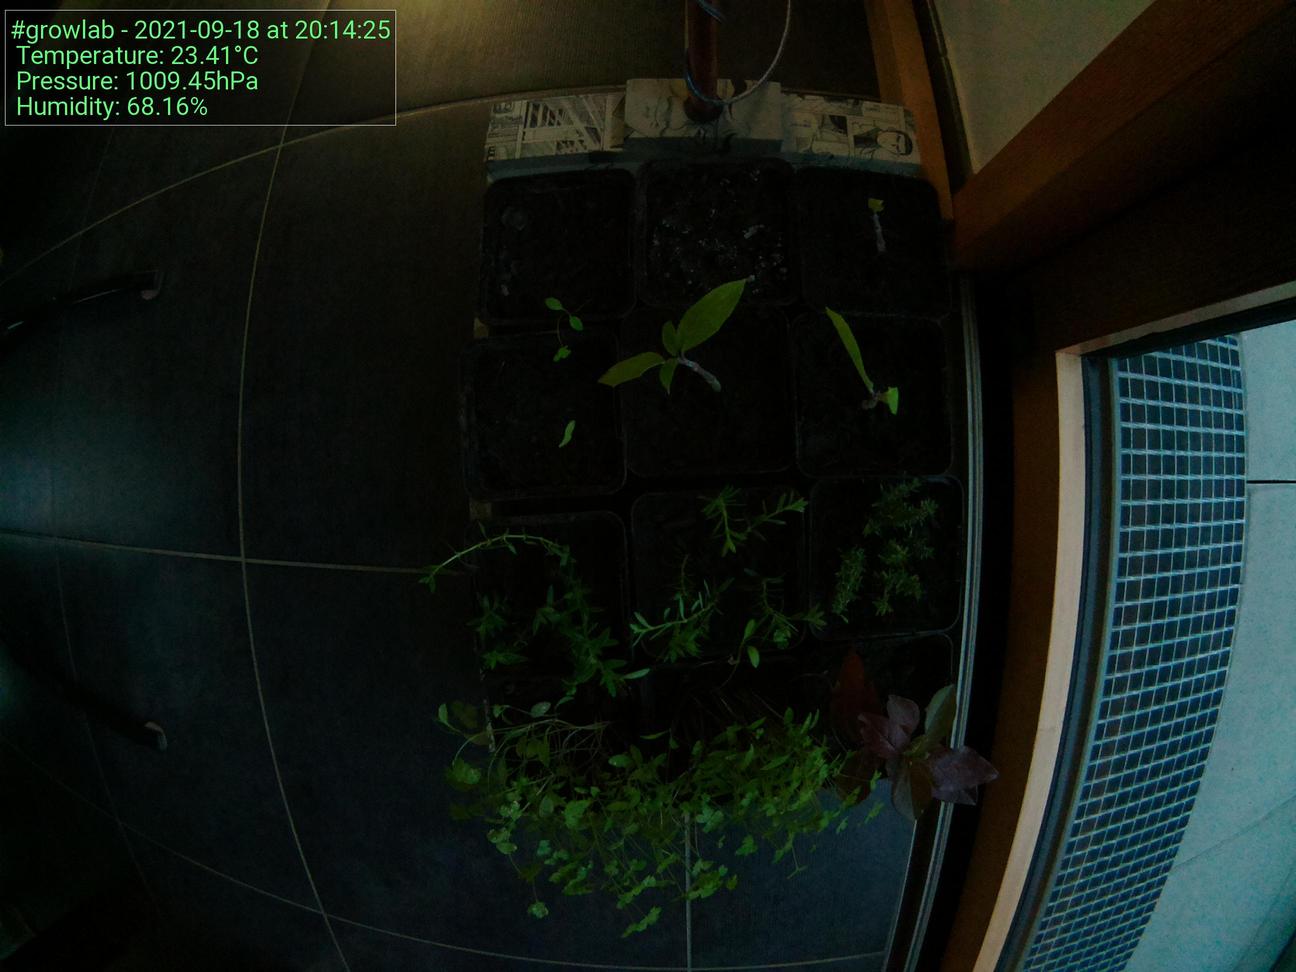 #growlab - 2021-09-18 at 20:14:25
Temperature: 23.41°C
Pressure: 1009.45hPa
Humidity: 68.16%